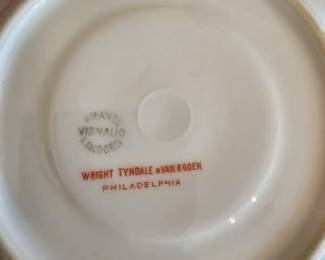 FRANCE
VIGNAUD
LIMOGES
WRIGHT TYNDALE & VAN RODEN
PHILADELPHIA